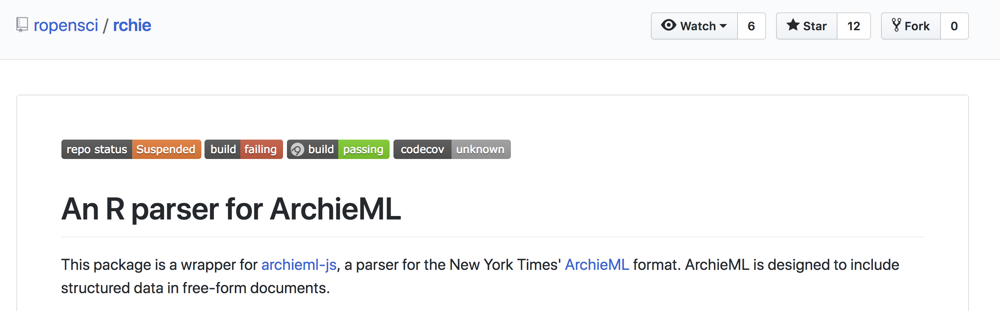 ropensci / rchie Watch 6 Star 12 Fork 0
repo status Suspended build failing build passing codecov unknown
An R parser for ArchieML
This package is a wrapper for archieml-js, a parser for the New York Times' ArchieML format. ArchieML is designed to include
structured data in free-form documents.